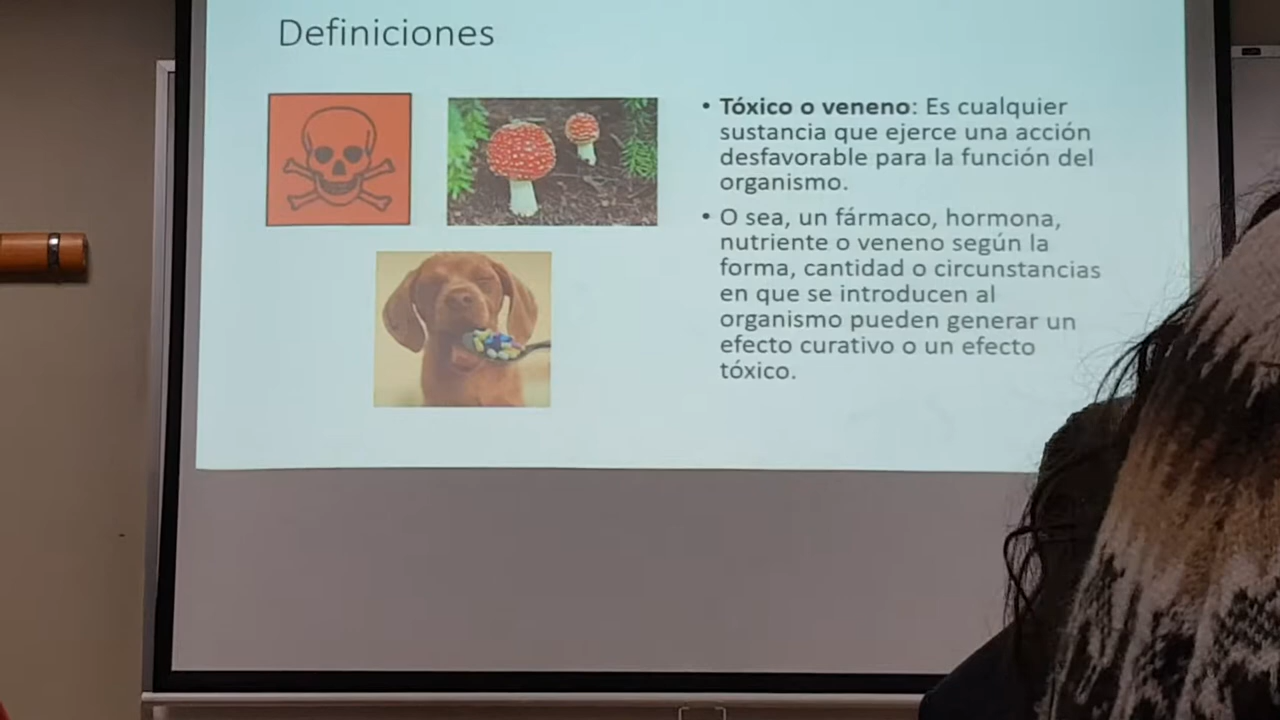 Definiciones
• Tóxico o veneno: Es cualquier
sustancia que ejerce una acción
desfavorable para la función del
organismo.
• O sea, un fármaco, hormona,
nutriente o veneno según la
forma, cantidad o circunstancias
en que se introducen al
organismo pueden generar un
efecto curativo o un efecto
tóxico.